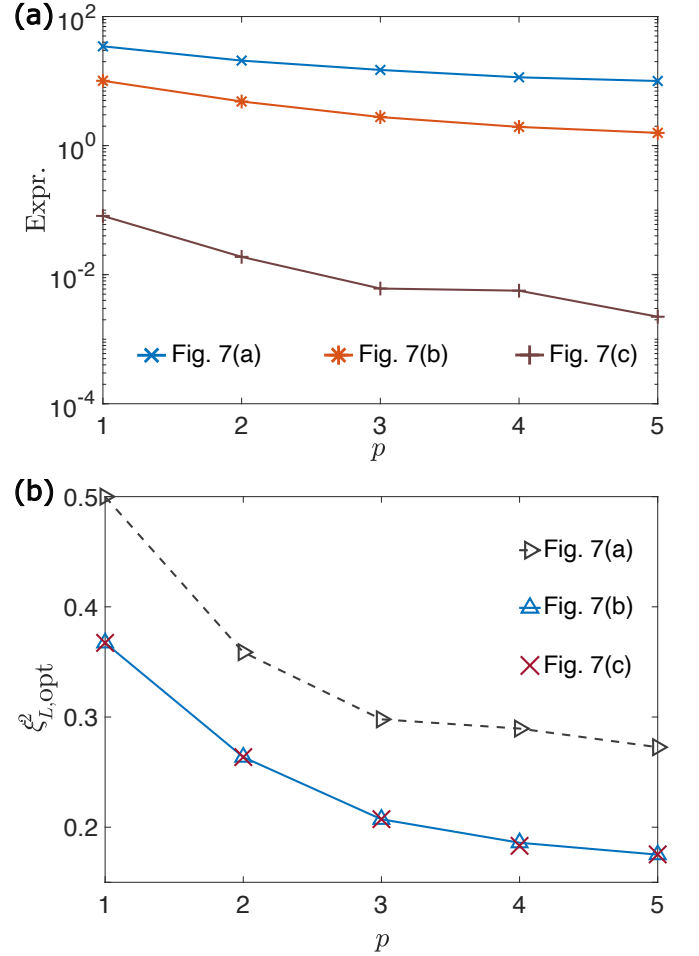 (a)
10^2
10^0
10^-2
10^-4
Expr.
Fig. 7(a) Fig. 7(b) Fig. 7(c)
1 2 3 4 5
p
(b)
0.5
0.4
0.3
0.2
ξ^2_{L,opt}
Fig. 7(a)
Fig. 7(b)
Fig. 7(c)
1 2 3 4 5
p